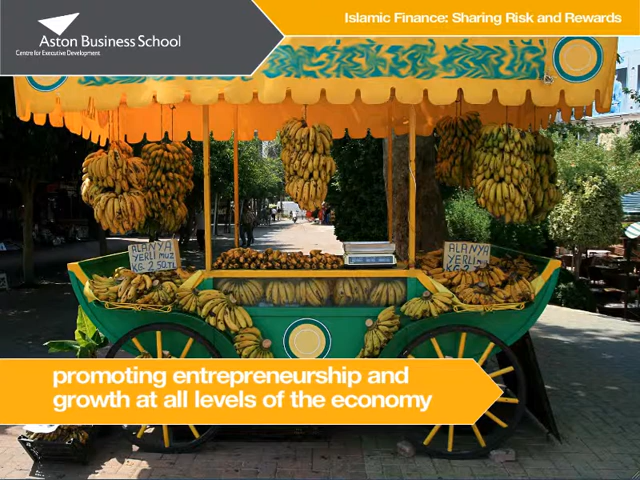 Aston Business School
Centre for Executive Development
Islamic Finance: Sharing Risk and Rewards
ALANYA
YERLİ MUZ
KG 2.50 TL
ALANYA
YERLİ MUZ
promoting entrepreneurship and
growth at all levels of the economy